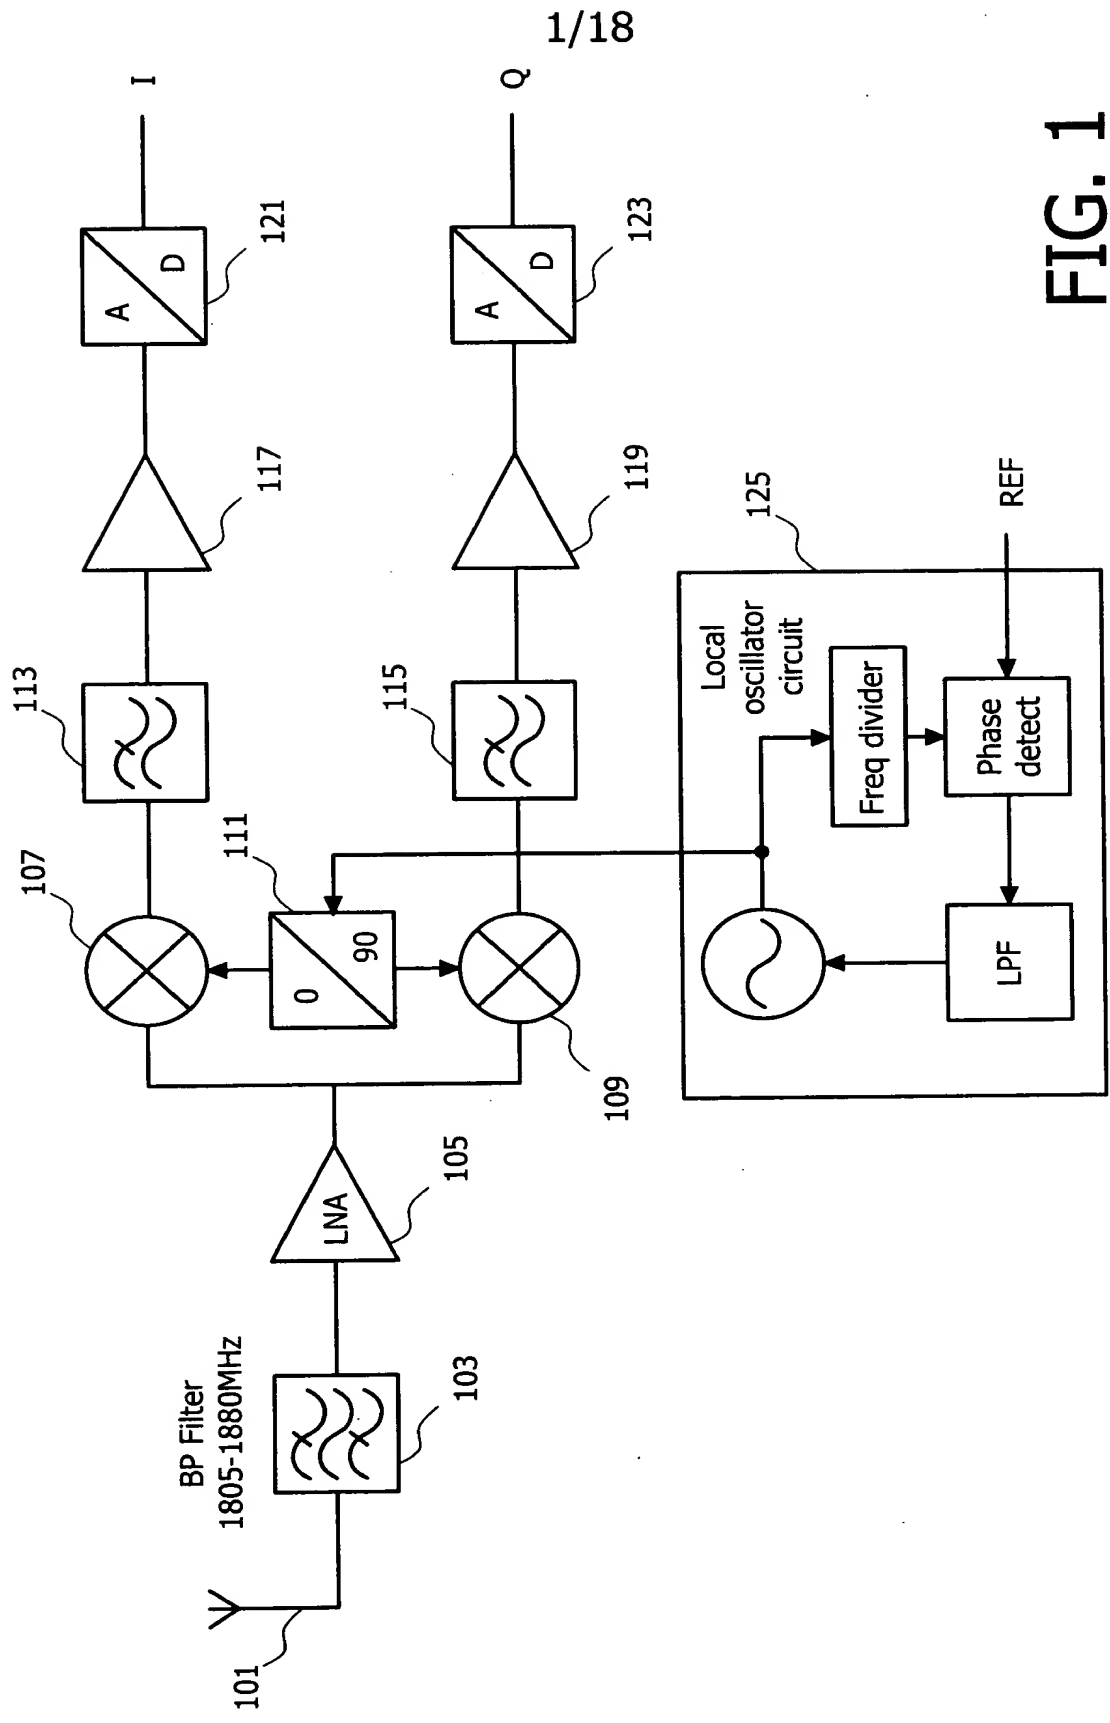 1/18
101
BP Filter
1805-1880MHz
103
LNA
105
107
0
90
111
109
113
115
117
119
A
D
121
A
D
123
I
Q
Local
oscillator
circuit
125
Freq divider
Phase
detect
LPF
REF
FIG. 1